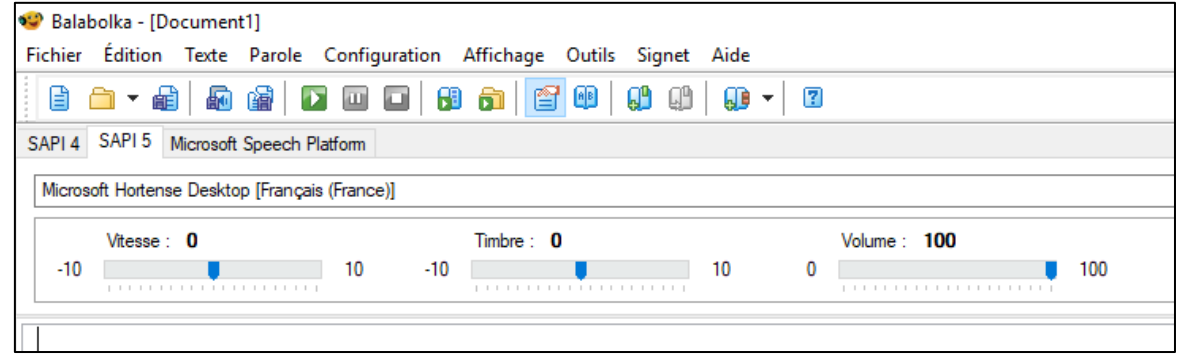 Balabolka - [Document1]
Fichier Édition Texte Parole Configuration Affichage Outils Signet Aide
SAPI 4 SAPI 5 Microsoft Speech Platform
Microsoft Hortense Desktop [Français (France)]
Vitesse : 0 Timbre : 0 Volume : 100
-10 10 -10 10 0 100